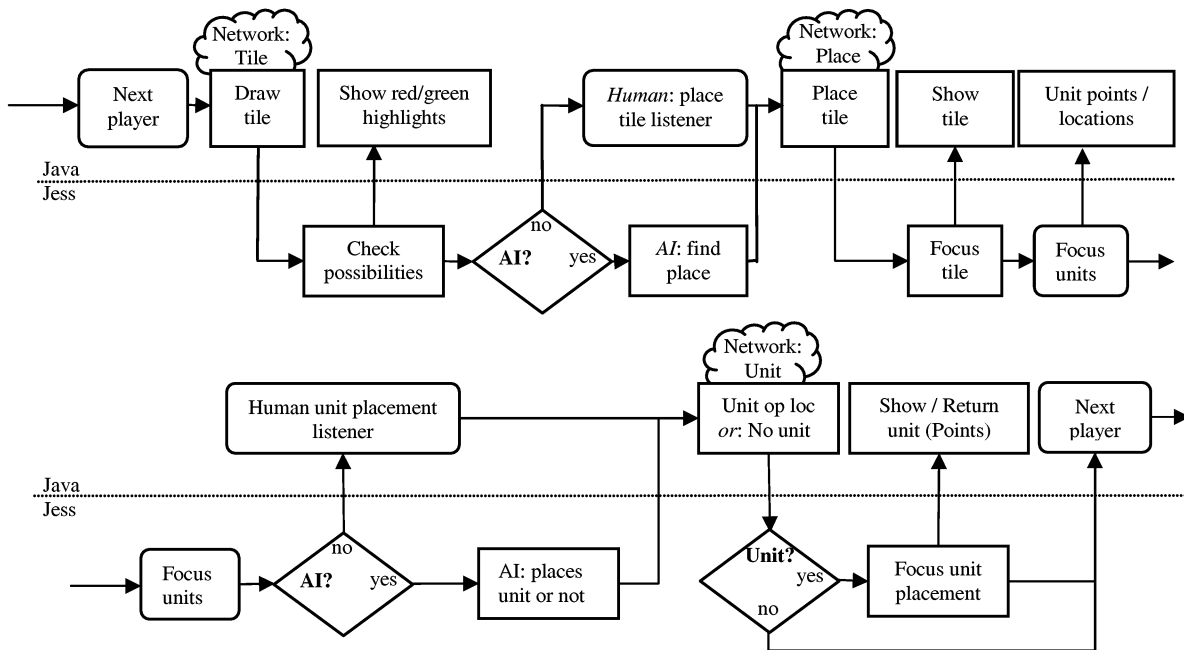 Network:
Tile
Network:
Place
Next
player
Draw
tile
Show red/green
highlights
Human: place
tile listener
Place
tile
Show
tile
Unit points /
locations
Java
Jess
Check
possibilities
no
AI?
yes
AI: find
place
Focus
tile
Focus
units
Network:
Unit
Human unit placement
listener
Unit op loc
or: No unit
Show / Return
unit (Points)
Next
player
Java
Jess
Focus
units
no
AI?
yes
AI: places
unit or not
Unit?
yes
no
Focus unit
placement